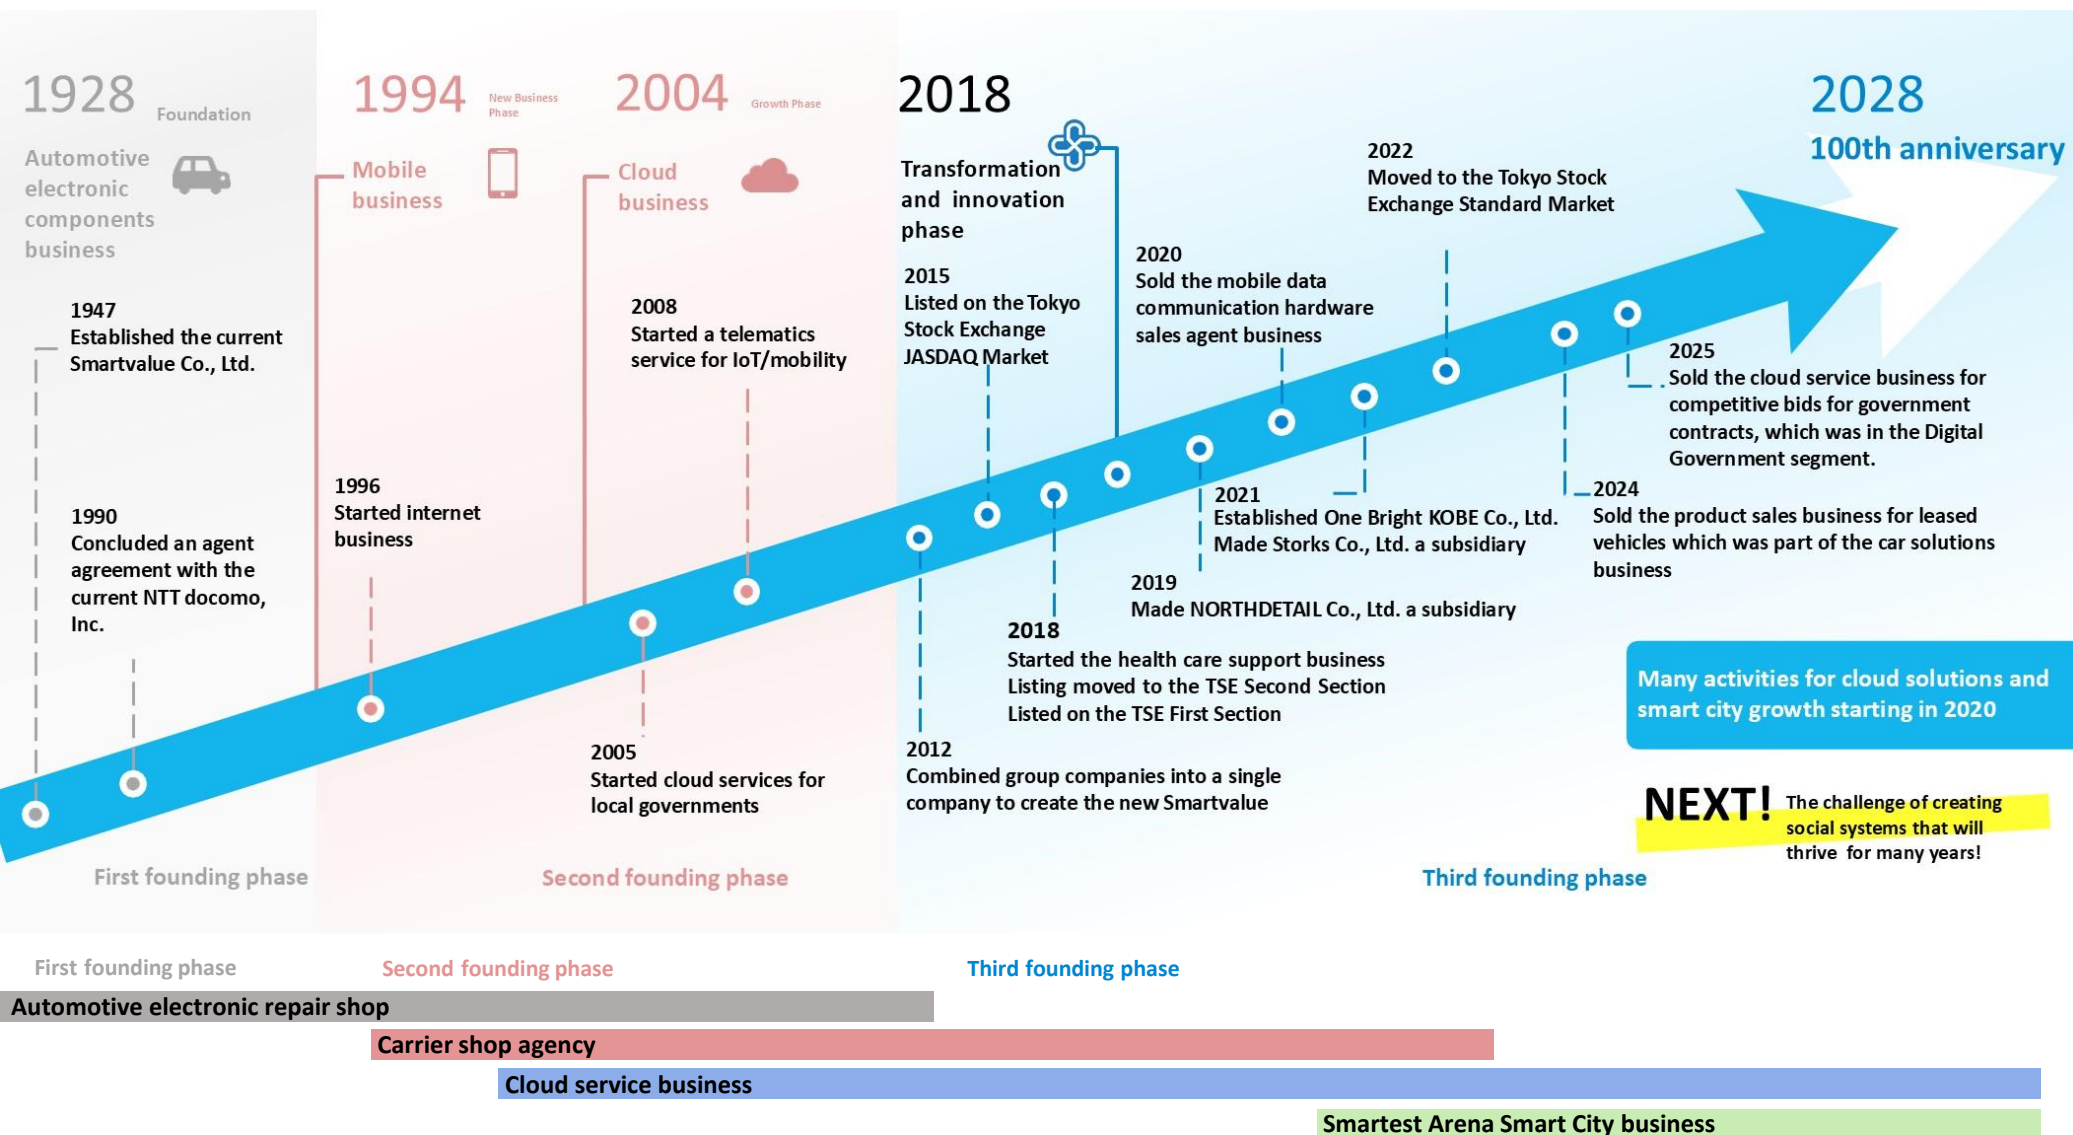 1928
Foundation
Automotive
electronic
components
business
1947
Established the current
Smartvalue Co., Ltd.
1990
Concluded an agent
agreement with the
current NTT docomo,
Inc.
First founding phase
1994
New Business
Phase
Mobile
business
1996
Started internet
business
2004
Growth Phase
Cloud
business
2008
Started a telematics
service for IoT/mobility
2005
Started cloud services for
local governments
Second founding phase
2018
Transformation
and innovation
phase
2015
Listed on the Tokyo
Stock Exchange
JASDAQ Market
2012
Combined group companies into a single
company to create the new Smartvalue
2018
Started the health care support business
Listing moved to the TSE Second Section
Listed on the TSE First Section
2019
Made NORTHDETAIL Co., Ltd. a subsidiary
2020
Sold the mobile data
communication hardware
sales agent business
2021
Established One Bright KOBE Co., Ltd.
Made Storks Co., Ltd. a subsidiary
2022
Moved to the Tokyo Stock
Exchange Standard Market
2024
Sold the product sales business for leased
vehicles which was part of the car solutions
business
2025
Sold the cloud service business for
competitive bids for government
contracts, which was in the Digital
Government segment.
2028
100th anniversary
Many activities for cloud solutions and
smart city growth starting in 2020
NEXT!
The challenge of creating
social systems that will
thrive for many years!
Third founding phase
First founding phase
Second founding phase
Third founding phase
Automotive electronic repair shop
Carrier shop agency
Cloud service business
Smartest Arena Smart City business